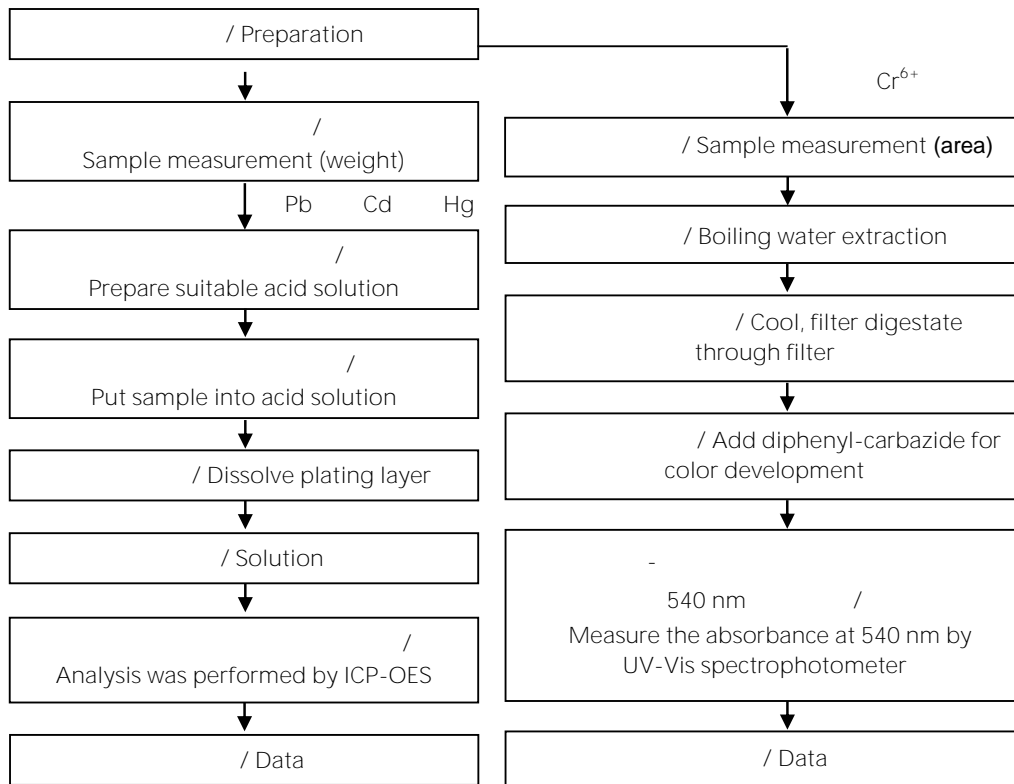 / Preparation
/
Sample measurement (weight)
Pb Cd Hg
/
Prepare suitable acid solution
/
Put sample into acid solution
/ Dissolve plating layer
/ Solution
/
Analysis was performed by ICP-OES
/ Data
Cr6+
/ Sample measurement (area)
/ Boiling water extraction
/ Cool, filter digestate
through filter
/ Add diphenyl-carbazide for
color development
-
540 nm /
Measure the absorbance at 540 nm by
UV-Vis spectrophotometer
/ Data